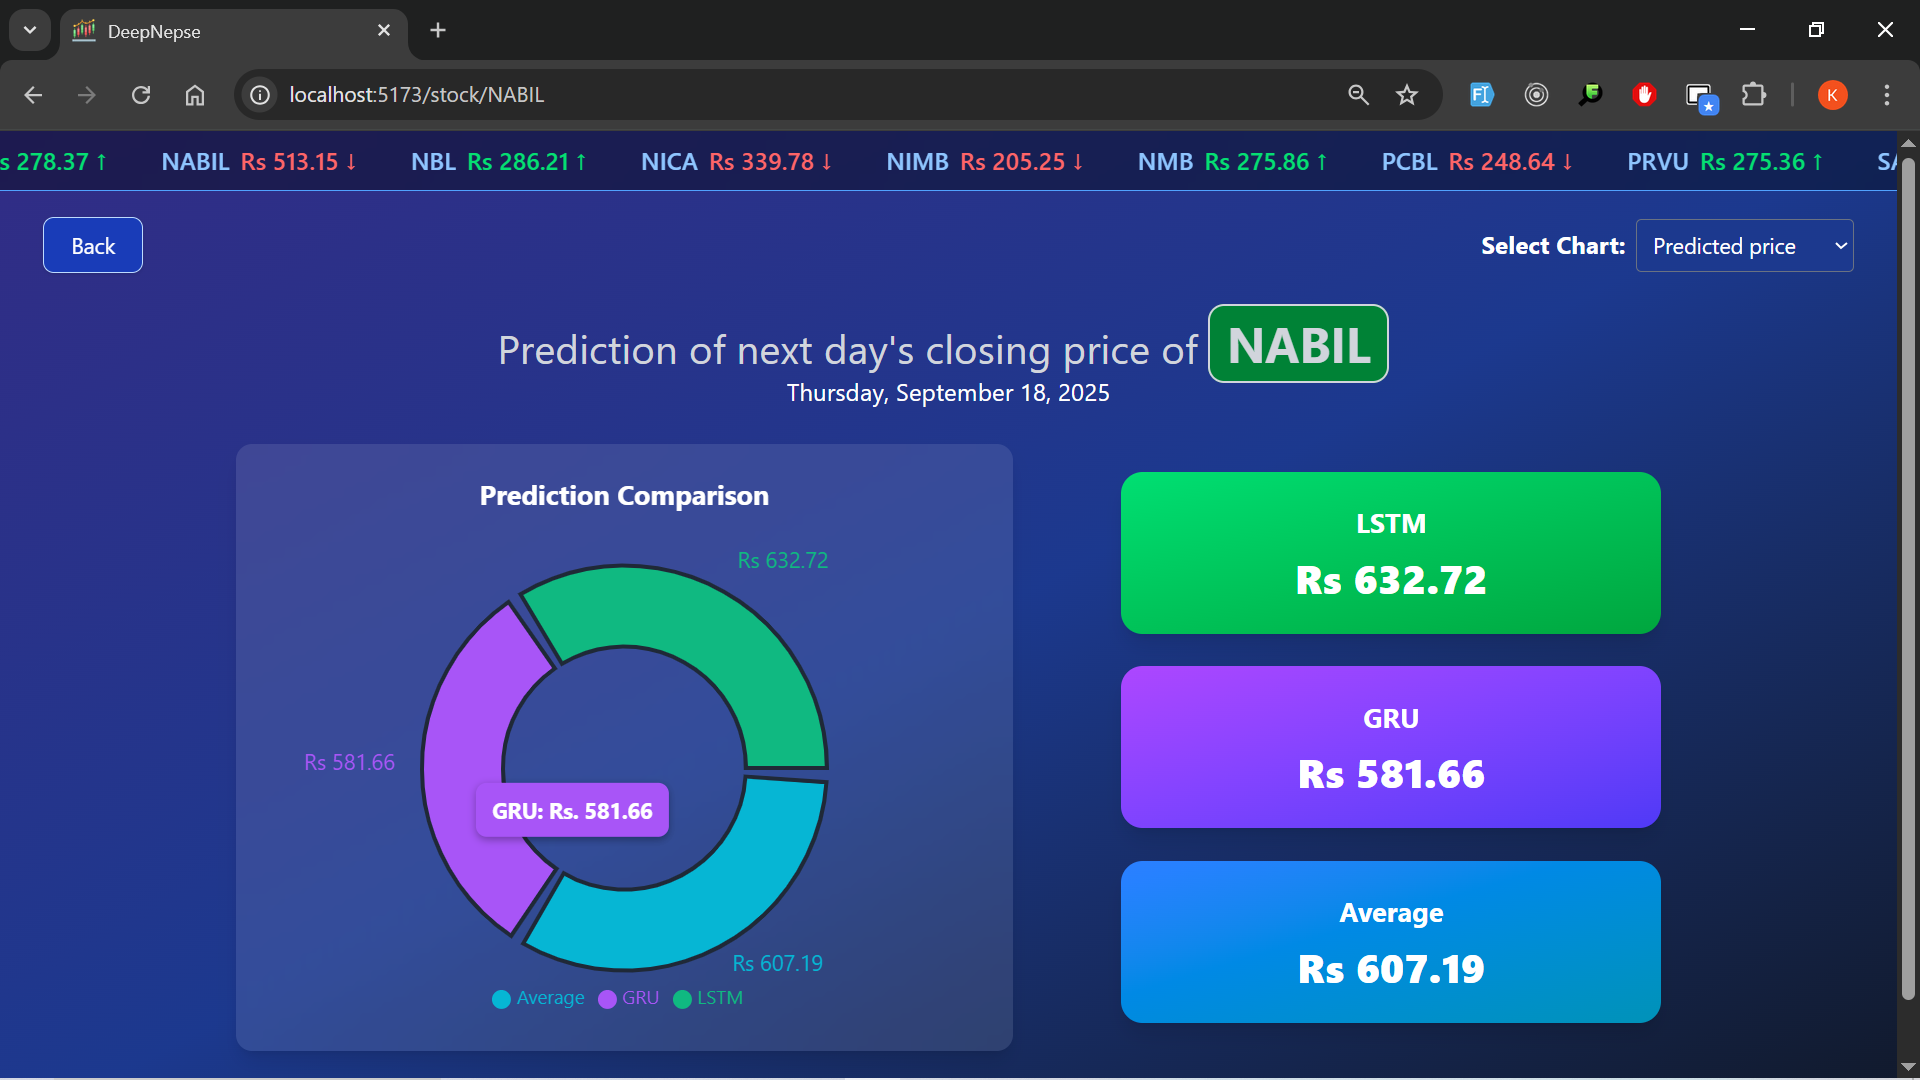 DeepNepse
localhost:5173/stock/NABIL
K
s 278.37 ↑ NABIL Rs 513.15 ↓ NBL Rs 286.21 ↑ NICA Rs 339.78 ↓ NIMB Rs 205.25 ↓ NMB Rs 275.86 ↑ PCBL Rs 248.64 ↓ PRVU Rs 275.36 ↑ SA
Back
Select Chart: Predicted price
Prediction of next day's closing price of NABIL
Thursday, September 18, 2025
Prediction Comparison
Rs 632.72
Rs 581.66
GRU: Rs. 581.66
Rs 607.19
Average GRU LSTM
LSTM
Rs 632.72
GRU
Rs 581.66
Average
Rs 607.19